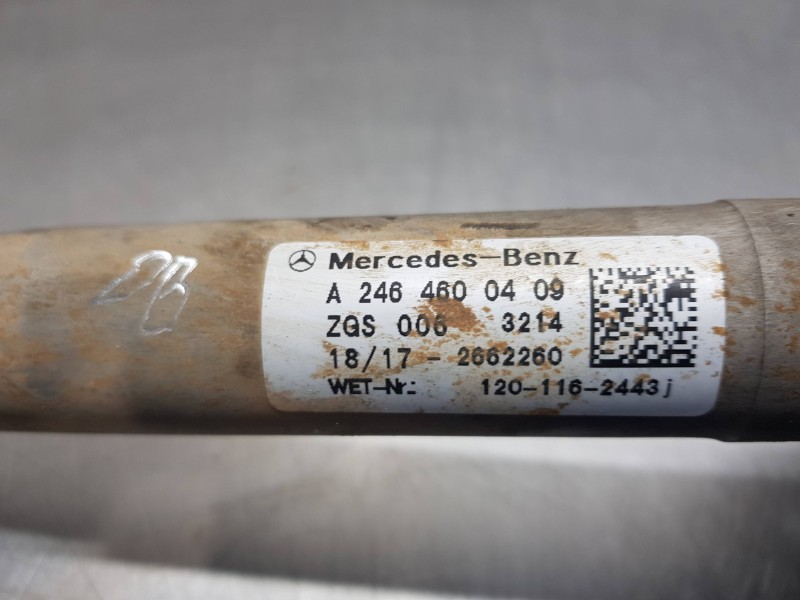 Mercedes-Benz
A 246 460 04 09
ZGS 006 3214
18/17 - 2662260
WET-Nr.: 120-116-2443j